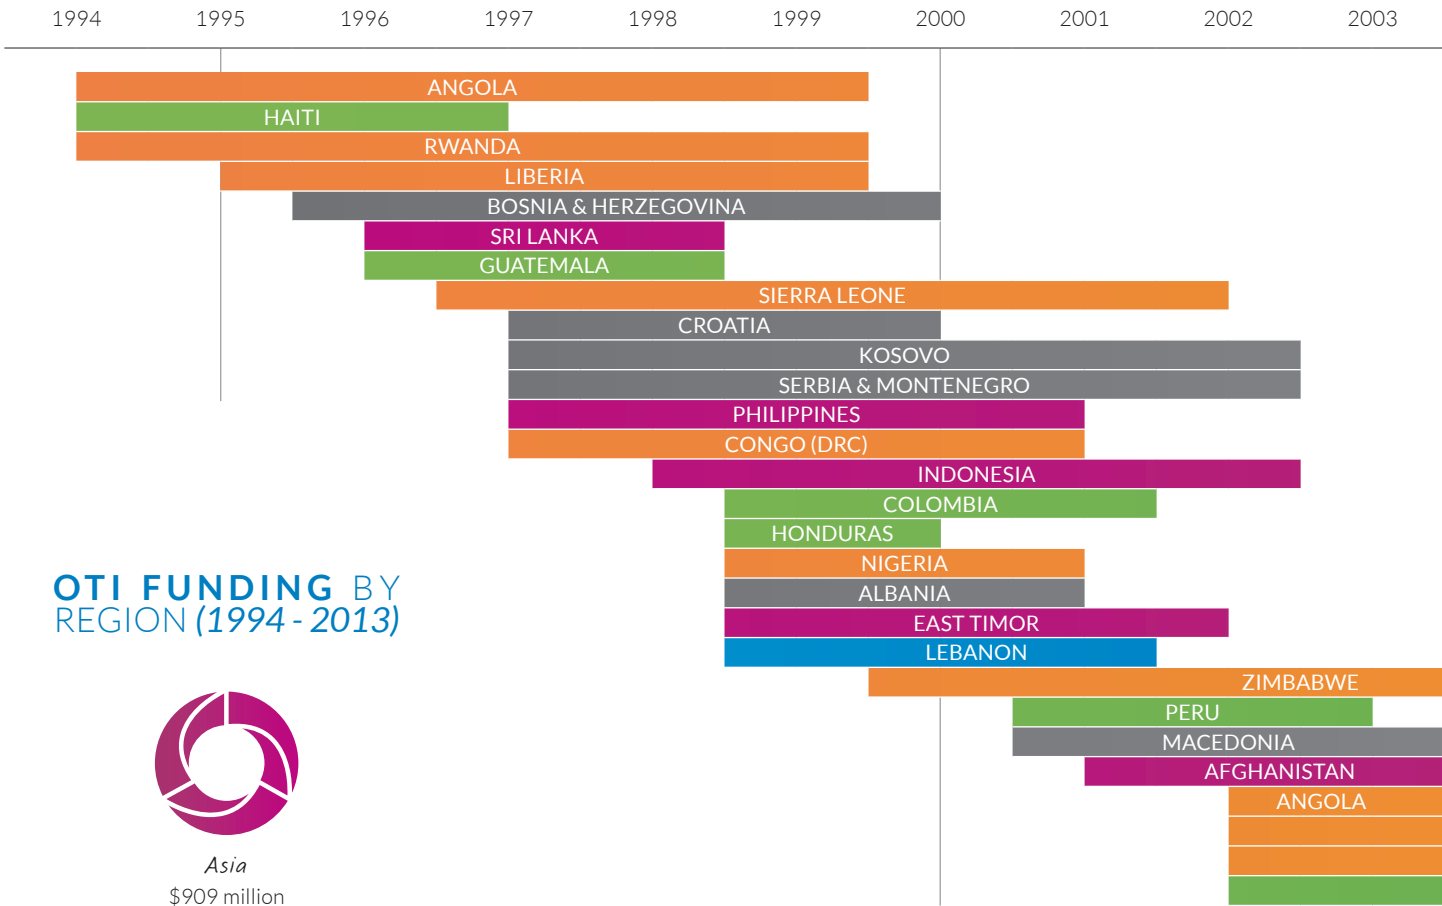 1994 1995 1996 1997 1998 1999 2000 2001 2002 2003
ANGOLA
HAITI
RWANDA
LIBERIA
BOSNIA & HERZEGOVINA
SRI LANKA
GUATEMALA
SIERRA LEONE
CROATIA
KOSOVO
SERBIA & MONTENEGRO
PHILIPPINES
CONGO (DRC)
INDONESIA
COLOMBIA
HONDURAS
NIGERIA
ALBANIA
EAST TIMOR
LEBANON
ZIMBABWE
PERU
MACEDONIA
AFGHANISTAN
ANGOLA
OTI FUNDING BY
REGION (1994 - 2013)
Asia
$909 million